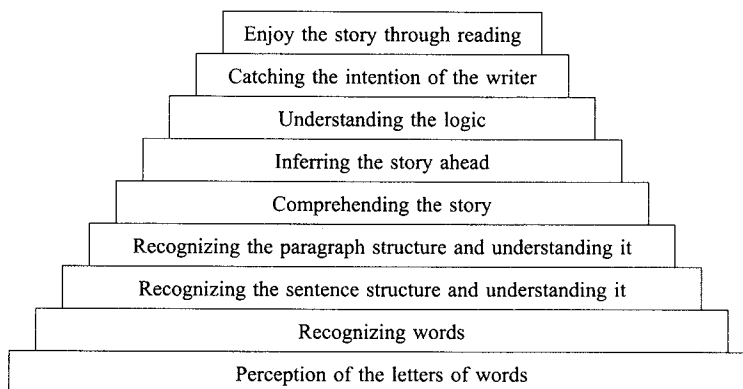 Enjoy the story through reading
Catching the intention of the writer
Understanding the logic
Inferring the story ahead
Comprehending the story
Recognizing the paragraph structure and understanding it
Recognizing the sentence structure and understanding it
Recognizing words
Perception of the letters of words